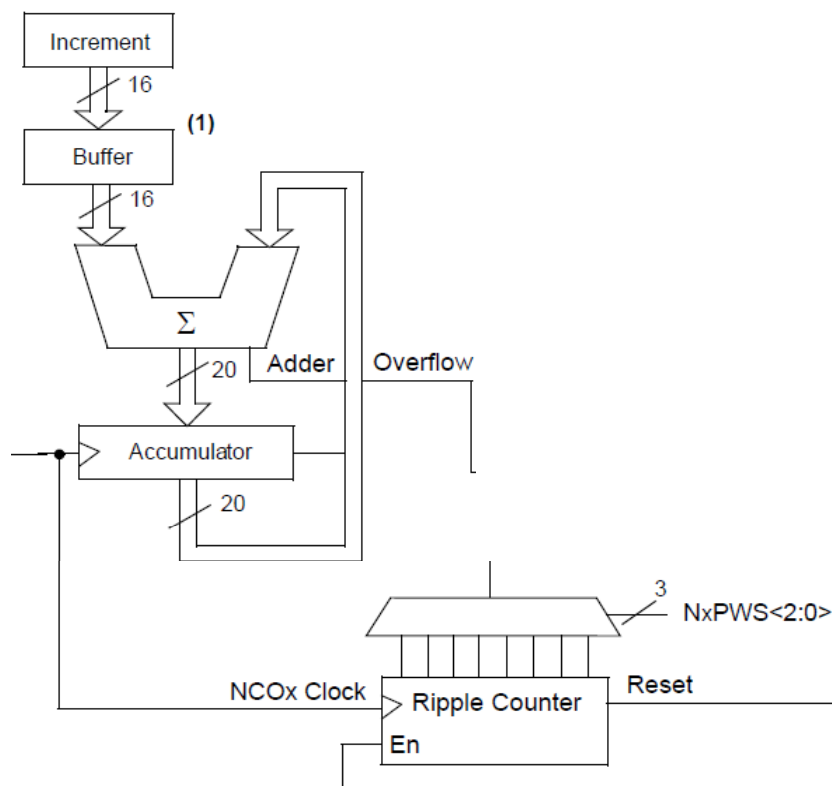 Increment
16
(1)
Buffer
16
Σ
20
Adder
Overflow
Accumulator
20
3
NxPWS<2:0>
NCOx Clock
Ripple Counter
Reset
En